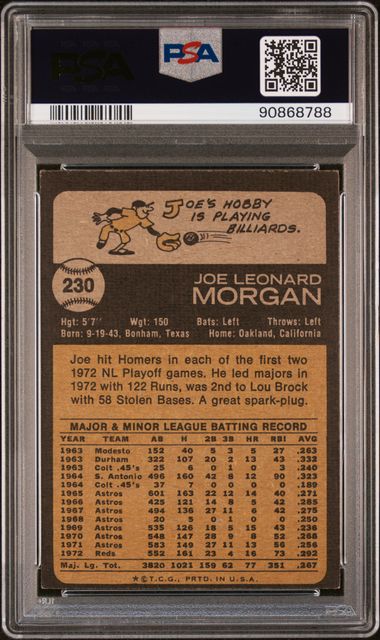 PSA
PSA
90868788
JOE'S HOBBY
IS PLAYING
BILLIARDS.
230
JOE LEONARD
MORGAN
Hgt: 5'7" Wgt: 150 Bats: Left Throws: Left
Born: 9-19-43, Bonham, Texas Home: Oakland, California
Joe hit Homers in each of the first two
1972 NL Playoff games. He led majors in
1972 with 122 Runs, was 2nd to Lou Brock
with 58 Stolen Bases. A great spark-plug.
MAJOR & MINOR LEAGUE BATTING RECORD
YEAR TEAM AB H 2B 3B HR RBI AVG
1963 Modesto 152 40 5 3 5 27 .263
1963 Durham 322 107 20 2 13 43 .332
1963 Colt .45's 25 6 0 1 0 3 .240
1964 S. Antonio 496 160 42 8 12 90 .323
1964 Colt .45's 37 7 0 0 0 0 .189
1965 Astros 601 163 22 12 14 40 .271
1966 Astros 425 121 14 8 5 42 .285
1967 Astros 494 136 27 11 6 42 .275
1968 Astros 20 5 0 1 0 0 .250
1969 Astros 535 126 18 5 15 43 .236
1970 Astros 548 147 28 9 8 52 .268
1971 Astros 583 149 27 11 13 56 .256
1972 Reds 552 161 23 4 16 73 .292
Maj. Lg. Tot. 3820 1021 159 62 77 351 .267
★©T.C.G., PRTD. IN U.S.A.